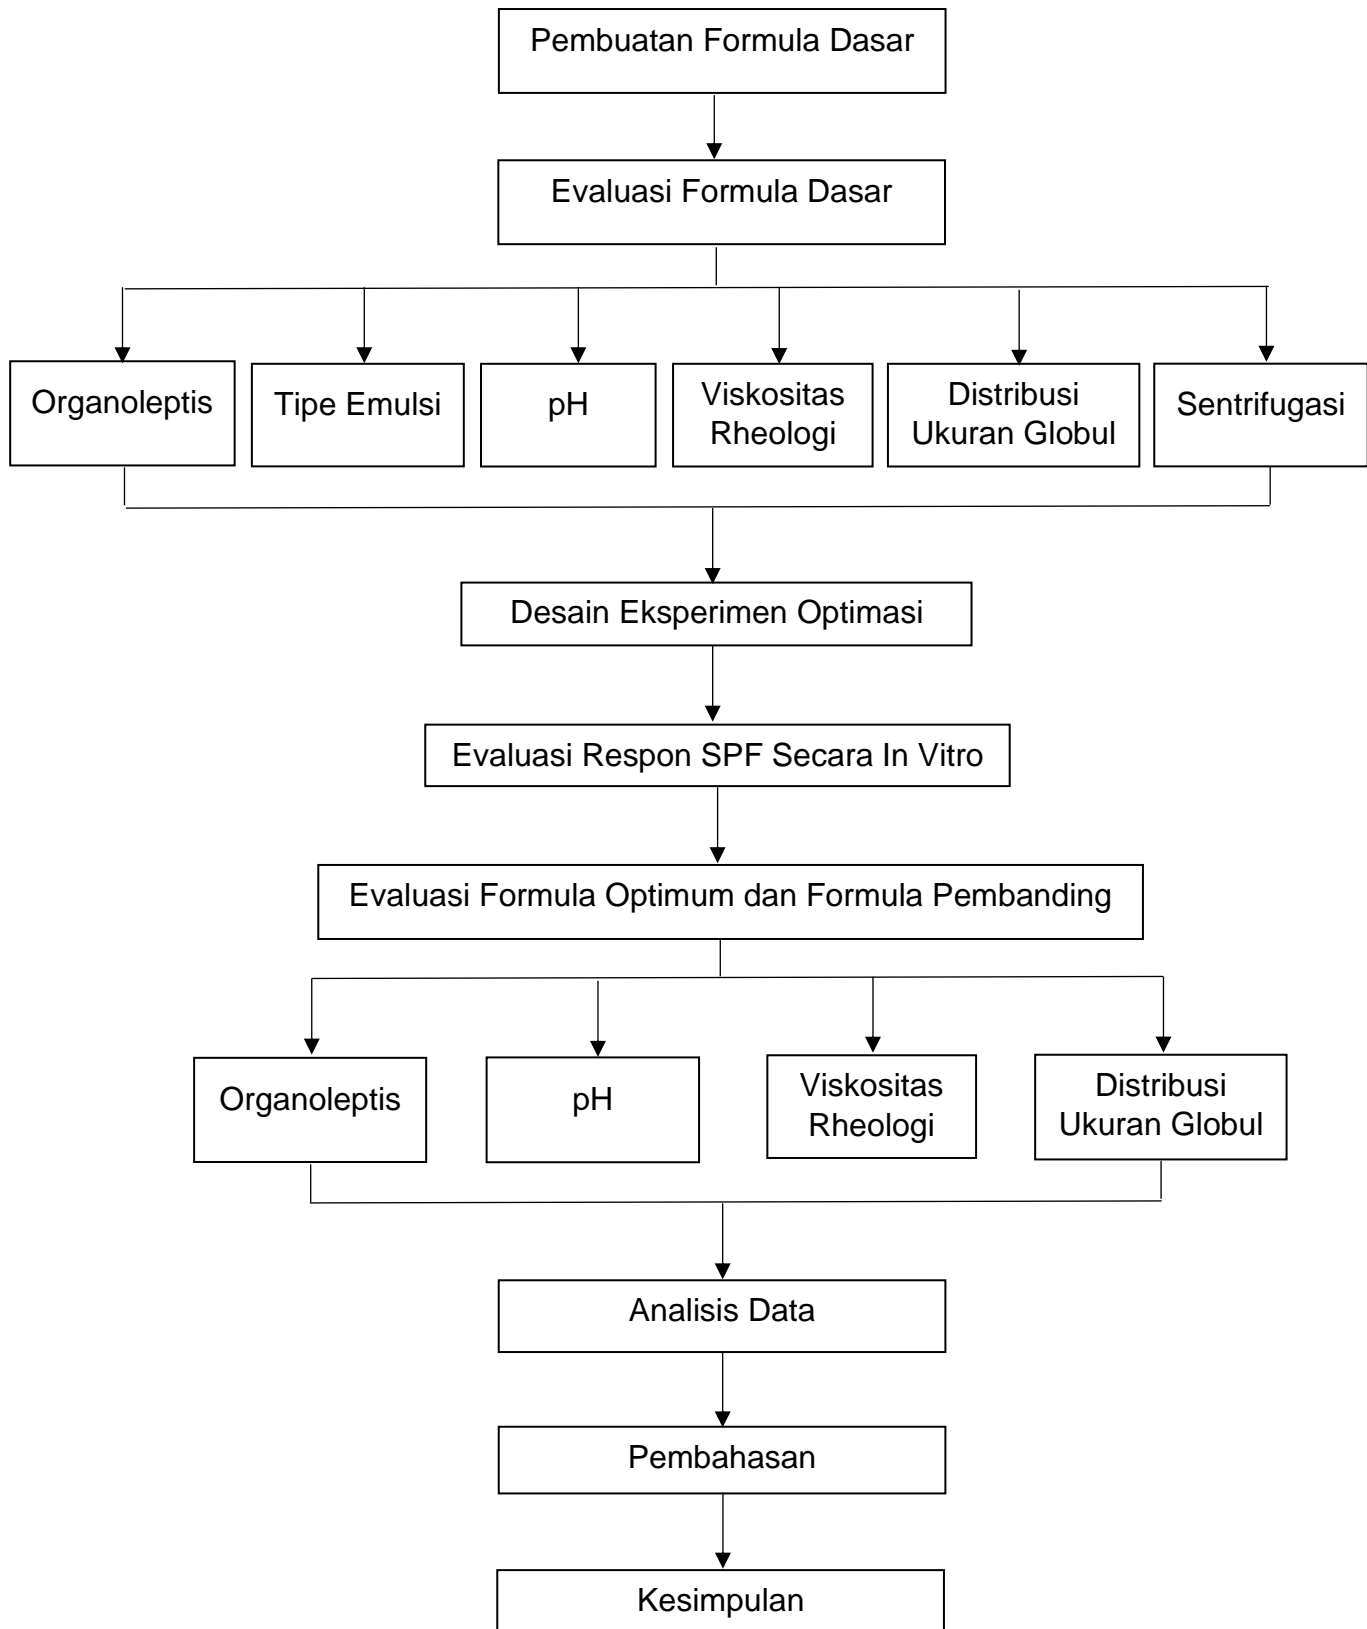 Pembuatan Formula Dasar
Evaluasi Formula Dasar
Organoleptis
Tipe Emulsi
pH
Viskositas
Rheologi
Distribusi
Ukuran Globul
Sentrifugasi
Desain Eksperimen Optimasi
Evaluasi Respon SPF Secara In Vitro
Evaluasi Formula Optimum dan Formula Pembanding
Organoleptis
pH
Viskositas
Rheologi
Distribusi
Ukuran Globul
Analisis Data
Pembahasan
Kesimpulan